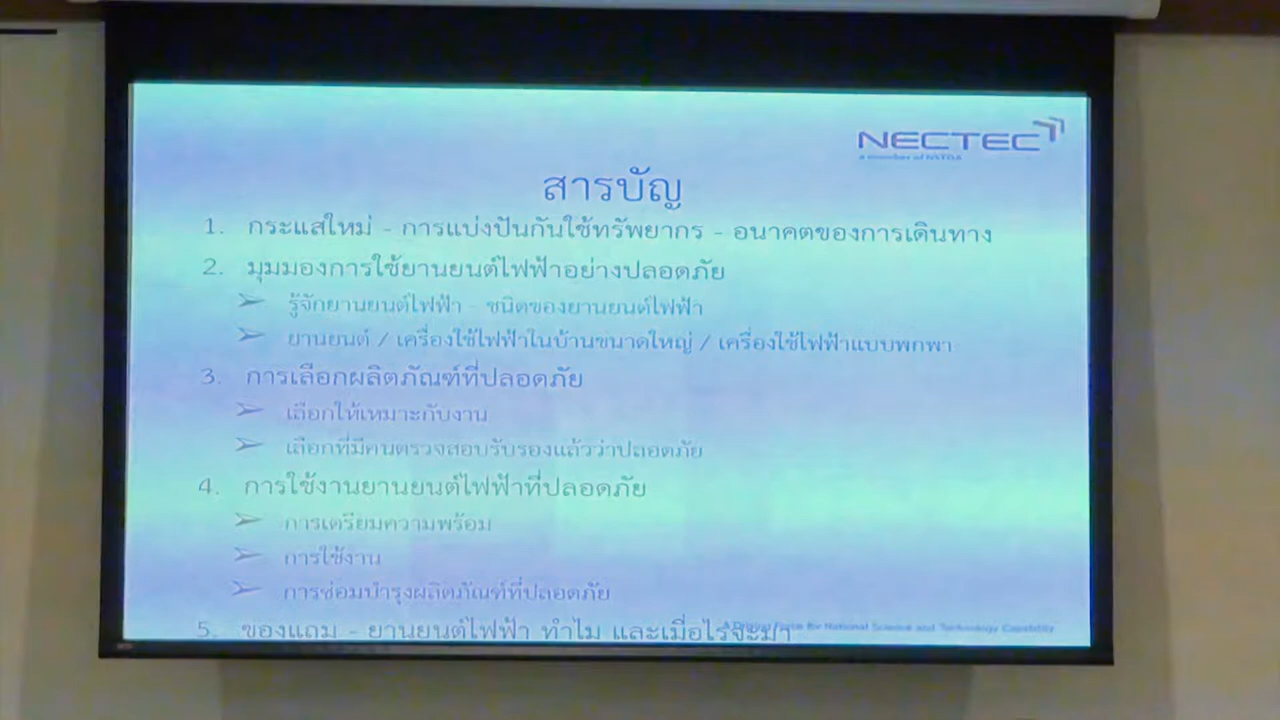 NECTEC
a member of NSTDA
สารบัญ
1. กระแสใหม่ - การแบ่งปันกันใช้ทรัพยากร - อนาคตของการเดินทาง
2. มุมมองการใช้ยานยนต์ไฟฟ้าอย่างปลอดภัย
➢ รู้จักยานยนต์ไฟฟ้า - ชนิดของยานยนต์ไฟฟ้า
➢ ยานยนต์ / เครื่องใช้ไฟฟ้าในบ้านขนาดใหญ่ / เครื่องใช้ไฟฟ้าแบบพกพา
3. การเลือกผลิตภัณฑ์ที่ปลอดภัย
➢ เลือกให้เหมาะกับงาน
➢ เลือกที่มีคนตรวจสอบรับรองแล้วว่าปลอดภัย
4. การใช้งานยานยนต์ไฟฟ้าที่ปลอดภัย
➢ การเตรียมความพร้อม
➢ การใช้งาน
➢ การซ่อมบำรุงผลิตภัณฑ์ที่ปลอดภัย
5. ของแถม - ยานยนต์ไฟฟ้า ทำไม และเมื่อไรจะมา
A Driving Force for National Science and Technology Capability